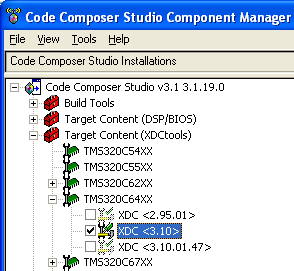 Code Composer Studio Component Manager
File View Tools Help
Code Composer Studio Installations
Code Composer Studio v3.1 3.1.19.0
Build Tools
Target Content (DSP/BIOS)
Target Content (XDCtools)
TMS320C54XX
TMS320C55XX
TMS320C62XX
TMS320C64XX
XDC <2.95.01>
XDC <3.10>
XDC <3.10.01.47>
TMS320C67XX